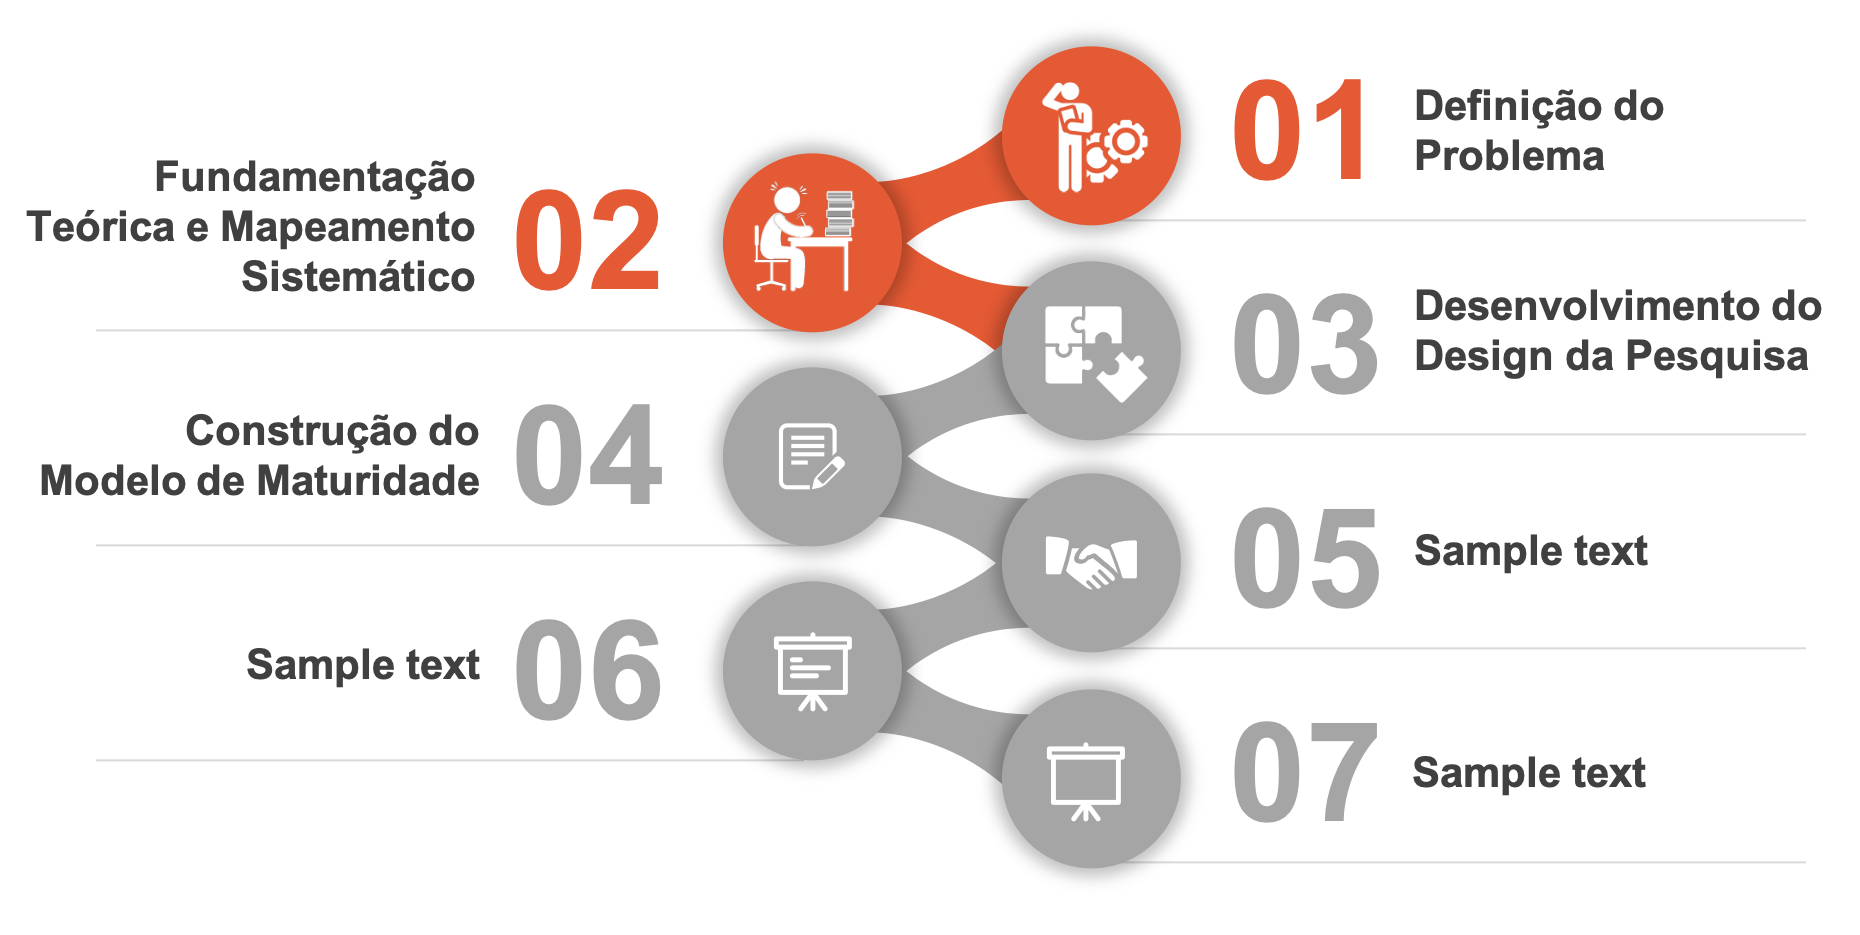 01
Definição do
Problema
02
Fundamentação
Teórica e Mapeamento
Sistemático
03
Desenvolvimento do
Design da Pesquisa
04
Construção do
Modelo de Maturidade
05
Sample text
06
Sample text
07
Sample text